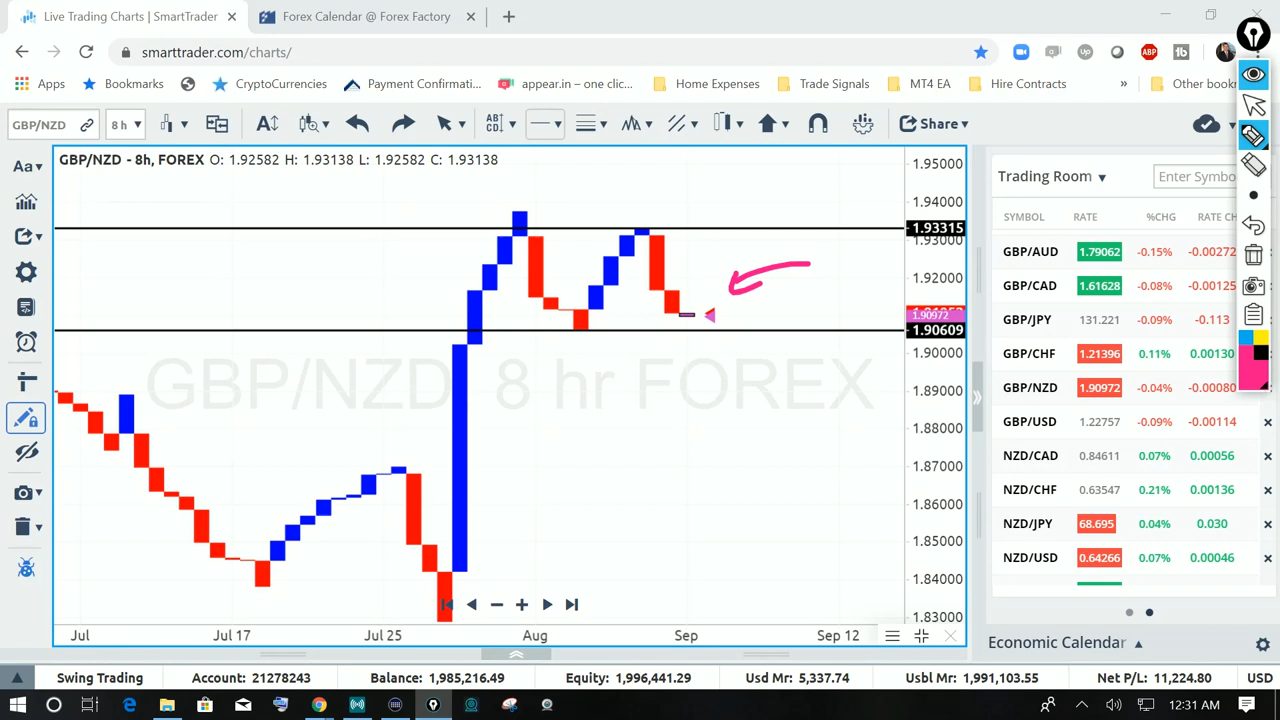 Live Trading Charts | SmartTrader
Forex Calendar @ Forex Factory
smarttrader.com/charts/
Apps
Bookmarks
CryptoCurrencies
Payment Confirmati...
appear.in – one clic...
Home Expenses
Trade Signals
MT4 EA
Hire Contracts
»
GBP/NZD 8 h
Share
GBP/NZD - 8h, FOREX O: 1.92582 H: 1.93138 L: 1.92582 C: 1.93138
GBP/NZD 8 hr FOREX
1.95000
1.94000
1.93315
1.93000
1.92000
1.90972
1.90609
1.90000
1.89000
1.88000
1.87000
1.86000
1.85000
1.84000
1.83000
Jul Jul 17 Jul 25 Aug Sep Sep 12
Trading Room
SYMBOL RATE %CHG
GBP/AUD 1.79062 -0.15% -0.00272
GBP/CAD 1.61628 -0.08% -0.00125
GBP/JPY 131.221 -0.09% -0.113
GBP/CHF 1.21396 0.11% 0.00130
GBP/NZD 1.90972 -0.04% -0.00080
GBP/USD 1.22757 -0.09% -0.00114
NZD/CAD 0.84611 0.07% 0.00056
NZD/CHF 0.63547 0.21% 0.00136
NZD/JPY 68.695 0.04% 0.030
NZD/USD 0.64266 0.07% 0.00046
Economic Calendar
Swing Trading Account: 21278243 Balance: 1,985,216.49 Equity: 1,996,441.29 Usd Mr: 5,337.74 Usbl Mr: 1,991,103.55 Net P/L: 11,224.80 USD
12:31 AM